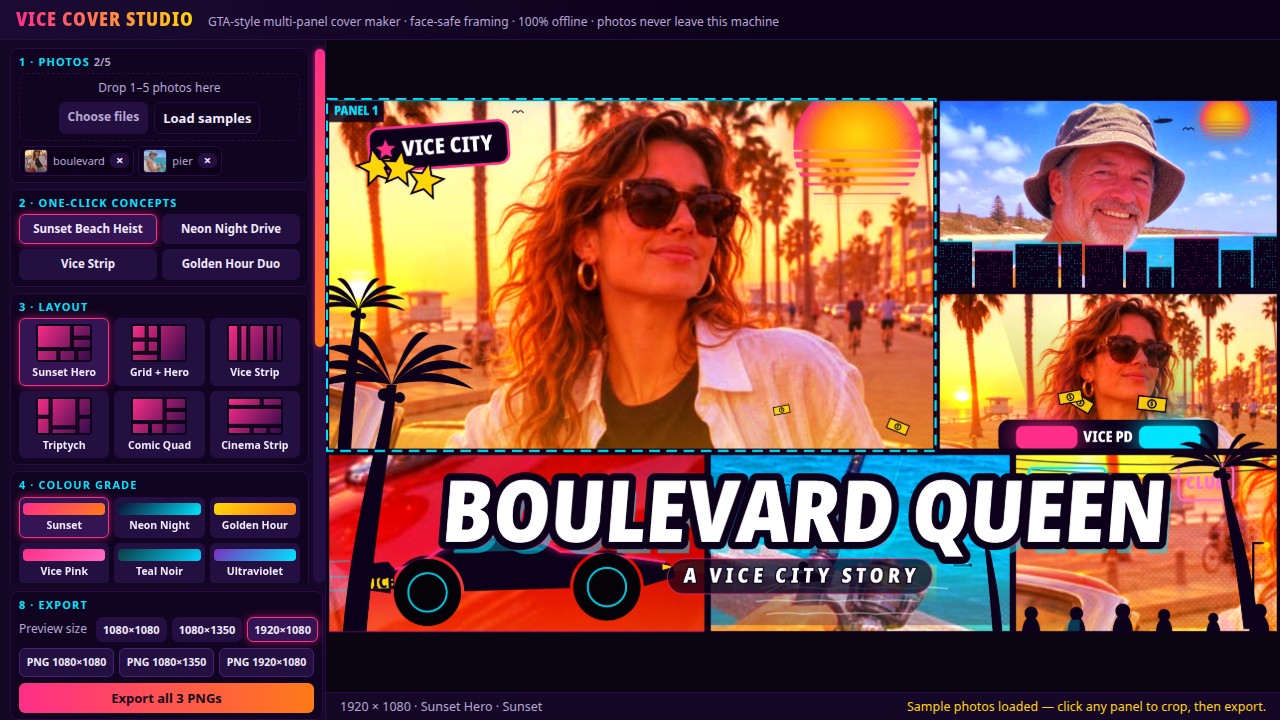 VICE COVER STUDIO
GTA-style multi-panel cover maker · face-safe framing · 100% offline · photos never leave this machine
1 · PHOTOS 2/5
Drop 1–5 photos here
Choose files
Load samples
boulevard ×
pier ×
2 · ONE-CLICK CONCEPTS
Sunset Beach Heist
Neon Night Drive
Vice Strip
Golden Hour Duo
3 · LAYOUT
Sunset Hero
Grid + Hero
Vice Strip
Triptych
Comic Quad
Cinema Strip
4 · COLOUR GRADE
Sunset
Neon Night
Golden Hour
Vice Pink
Teal Noir
Ultraviolet
8 · EXPORT
Preview size
1080×1080
1080×1350
1920×1080
PNG 1080×1080
PNG 1080×1350
PNG 1920×1080
Export all 3 PNGs
PANEL 1
VICE CITY
VICE PD
CLUB
BOULEVARD QUEEN
A VICE CITY STORY
1920 × 1080 · Sunset Hero · Sunset
Sample photos loaded — click any panel to crop, then export.